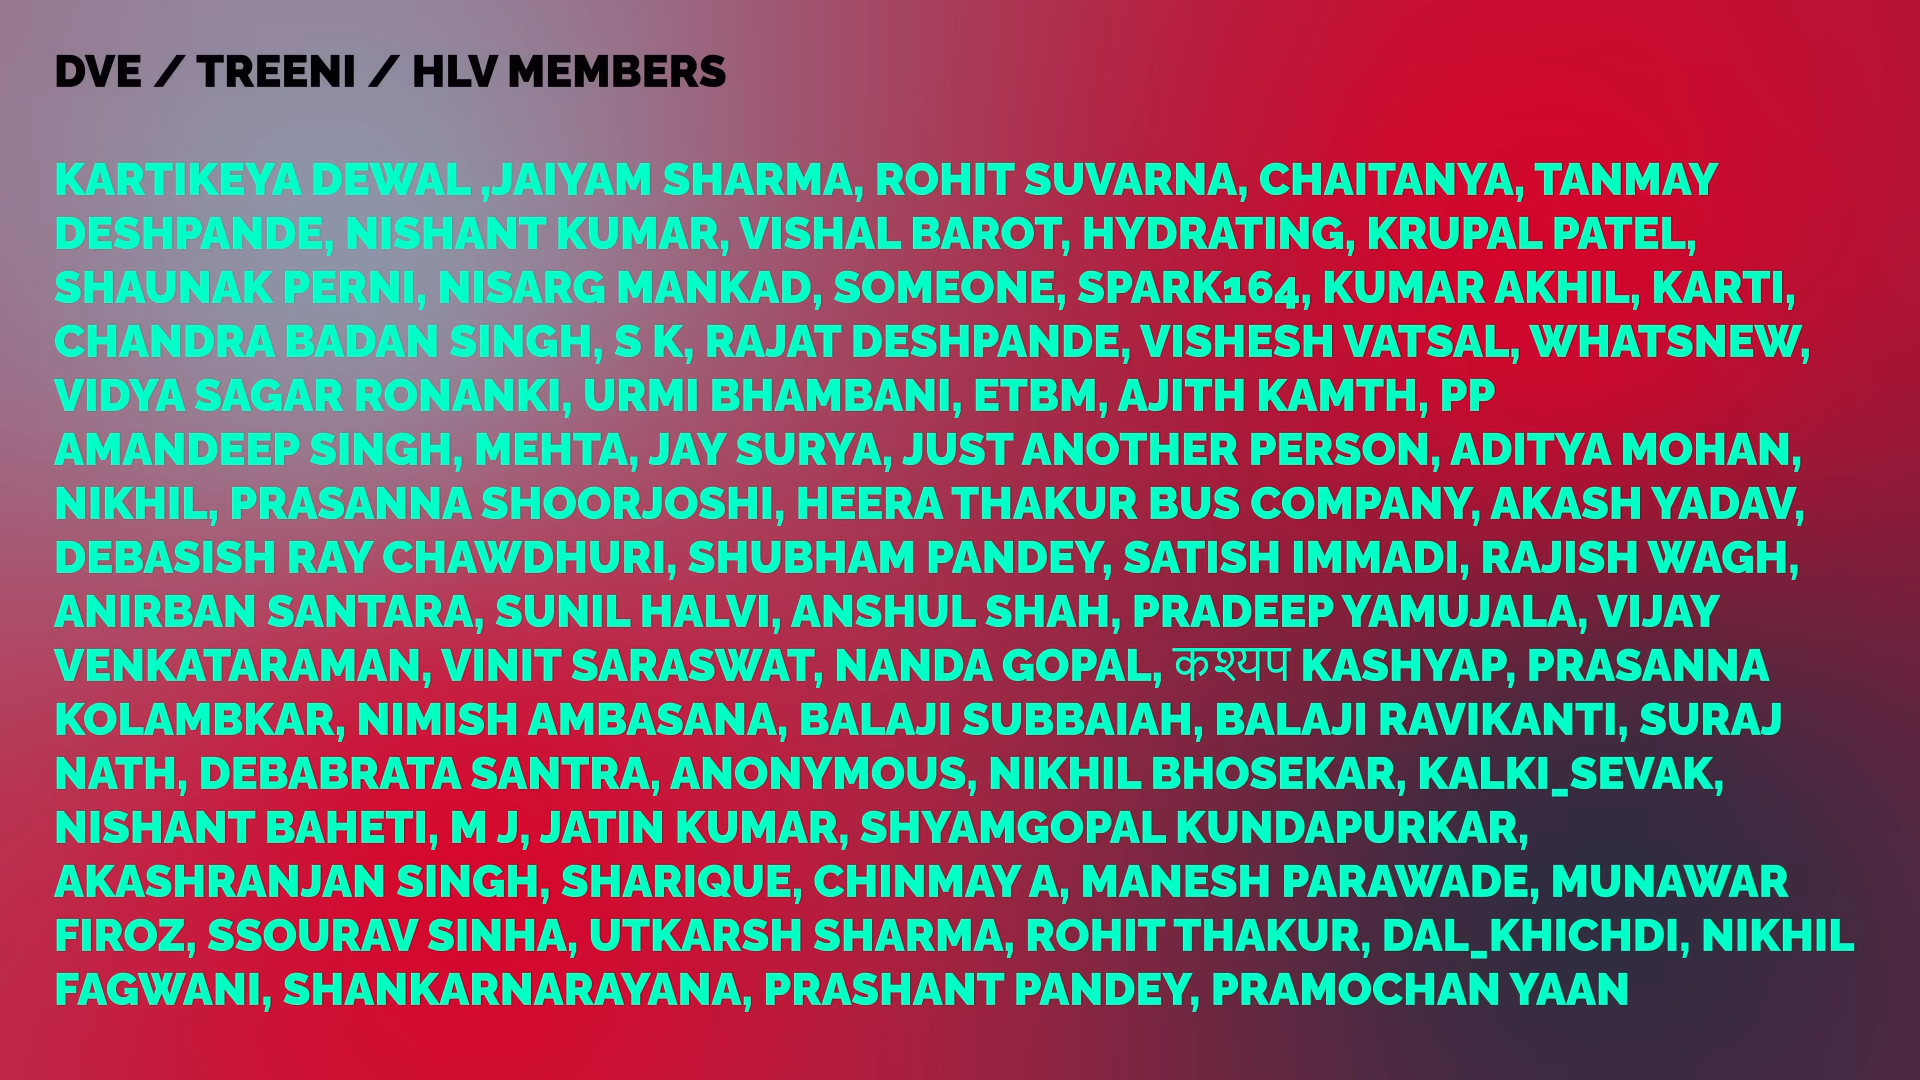 DVE / TREENI / HLV MEMBERS
KARTIKEYA DEWAL ,JAIYAM SHARMA, ROHIT SUVARNA, CHAITANYA, TANMAY
DESHPANDE, NISHANT KUMAR, VISHAL BAROT, HYDRATING, KRUPAL PATEL,
SHAUNAK PERNI, NISARG MANKAD, SOMEONE, SPARK164, KUMAR AKHIL, KARTI,
CHANDRA BADAN SINGH, S K, RAJAT DESHPANDE, VISHESH VATSAL, WHATSNEW,
VIDYA SAGAR RONANKI, URMI BHAMBANI, ETBM, AJITH KAMTH, PP
AMANDEEP SINGH, MEHTA, JAY SURYA, JUST ANOTHER PERSON, ADITYA MOHAN,
NIKHIL, PRASANNA SHOORJOSHI, HEERA THAKUR BUS COMPANY, AKASH YADAV,
DEBASISH RAY CHAWDHURI, SHUBHAM PANDEY, SATISH IMMADI, RAJISH WAGH,
ANIRBAN SANTARA, SUNIL HALVI, ANSHUL SHAH, PRADEEP YAMUJALA, VIJAY
VENKATARAMAN, VINIT SARASWAT, NANDA GOPAL, कश्यप KASHYAP, PRASANNA
KOLAMBKAR, NIMISH AMBASANA, BALAJI SUBBAIAH, BALAJI RAVIKANTI, SURAJ
NATH, DEBABRATA SANTRA, ANONYMOUS, NIKHIL BHOSEKAR, KALKI_SEVAK,
NISHANT BAHETI, M J, JATIN KUMAR, SHYAMGOPAL KUNDAPURKAR,
AKASHRANJAN SINGH, SHARIQUE, CHINMAY A, MANESH PARAWADE, MUNAWAR
FIROZ, SSOURAV SINHA, UTKARSH SHARMA, ROHIT THAKUR, DAL_KHICHDI, NIKHIL
FAGWANI, SHANKARNARAYANA, PRASHANT PANDEY, PRAMOCHAN YAAN